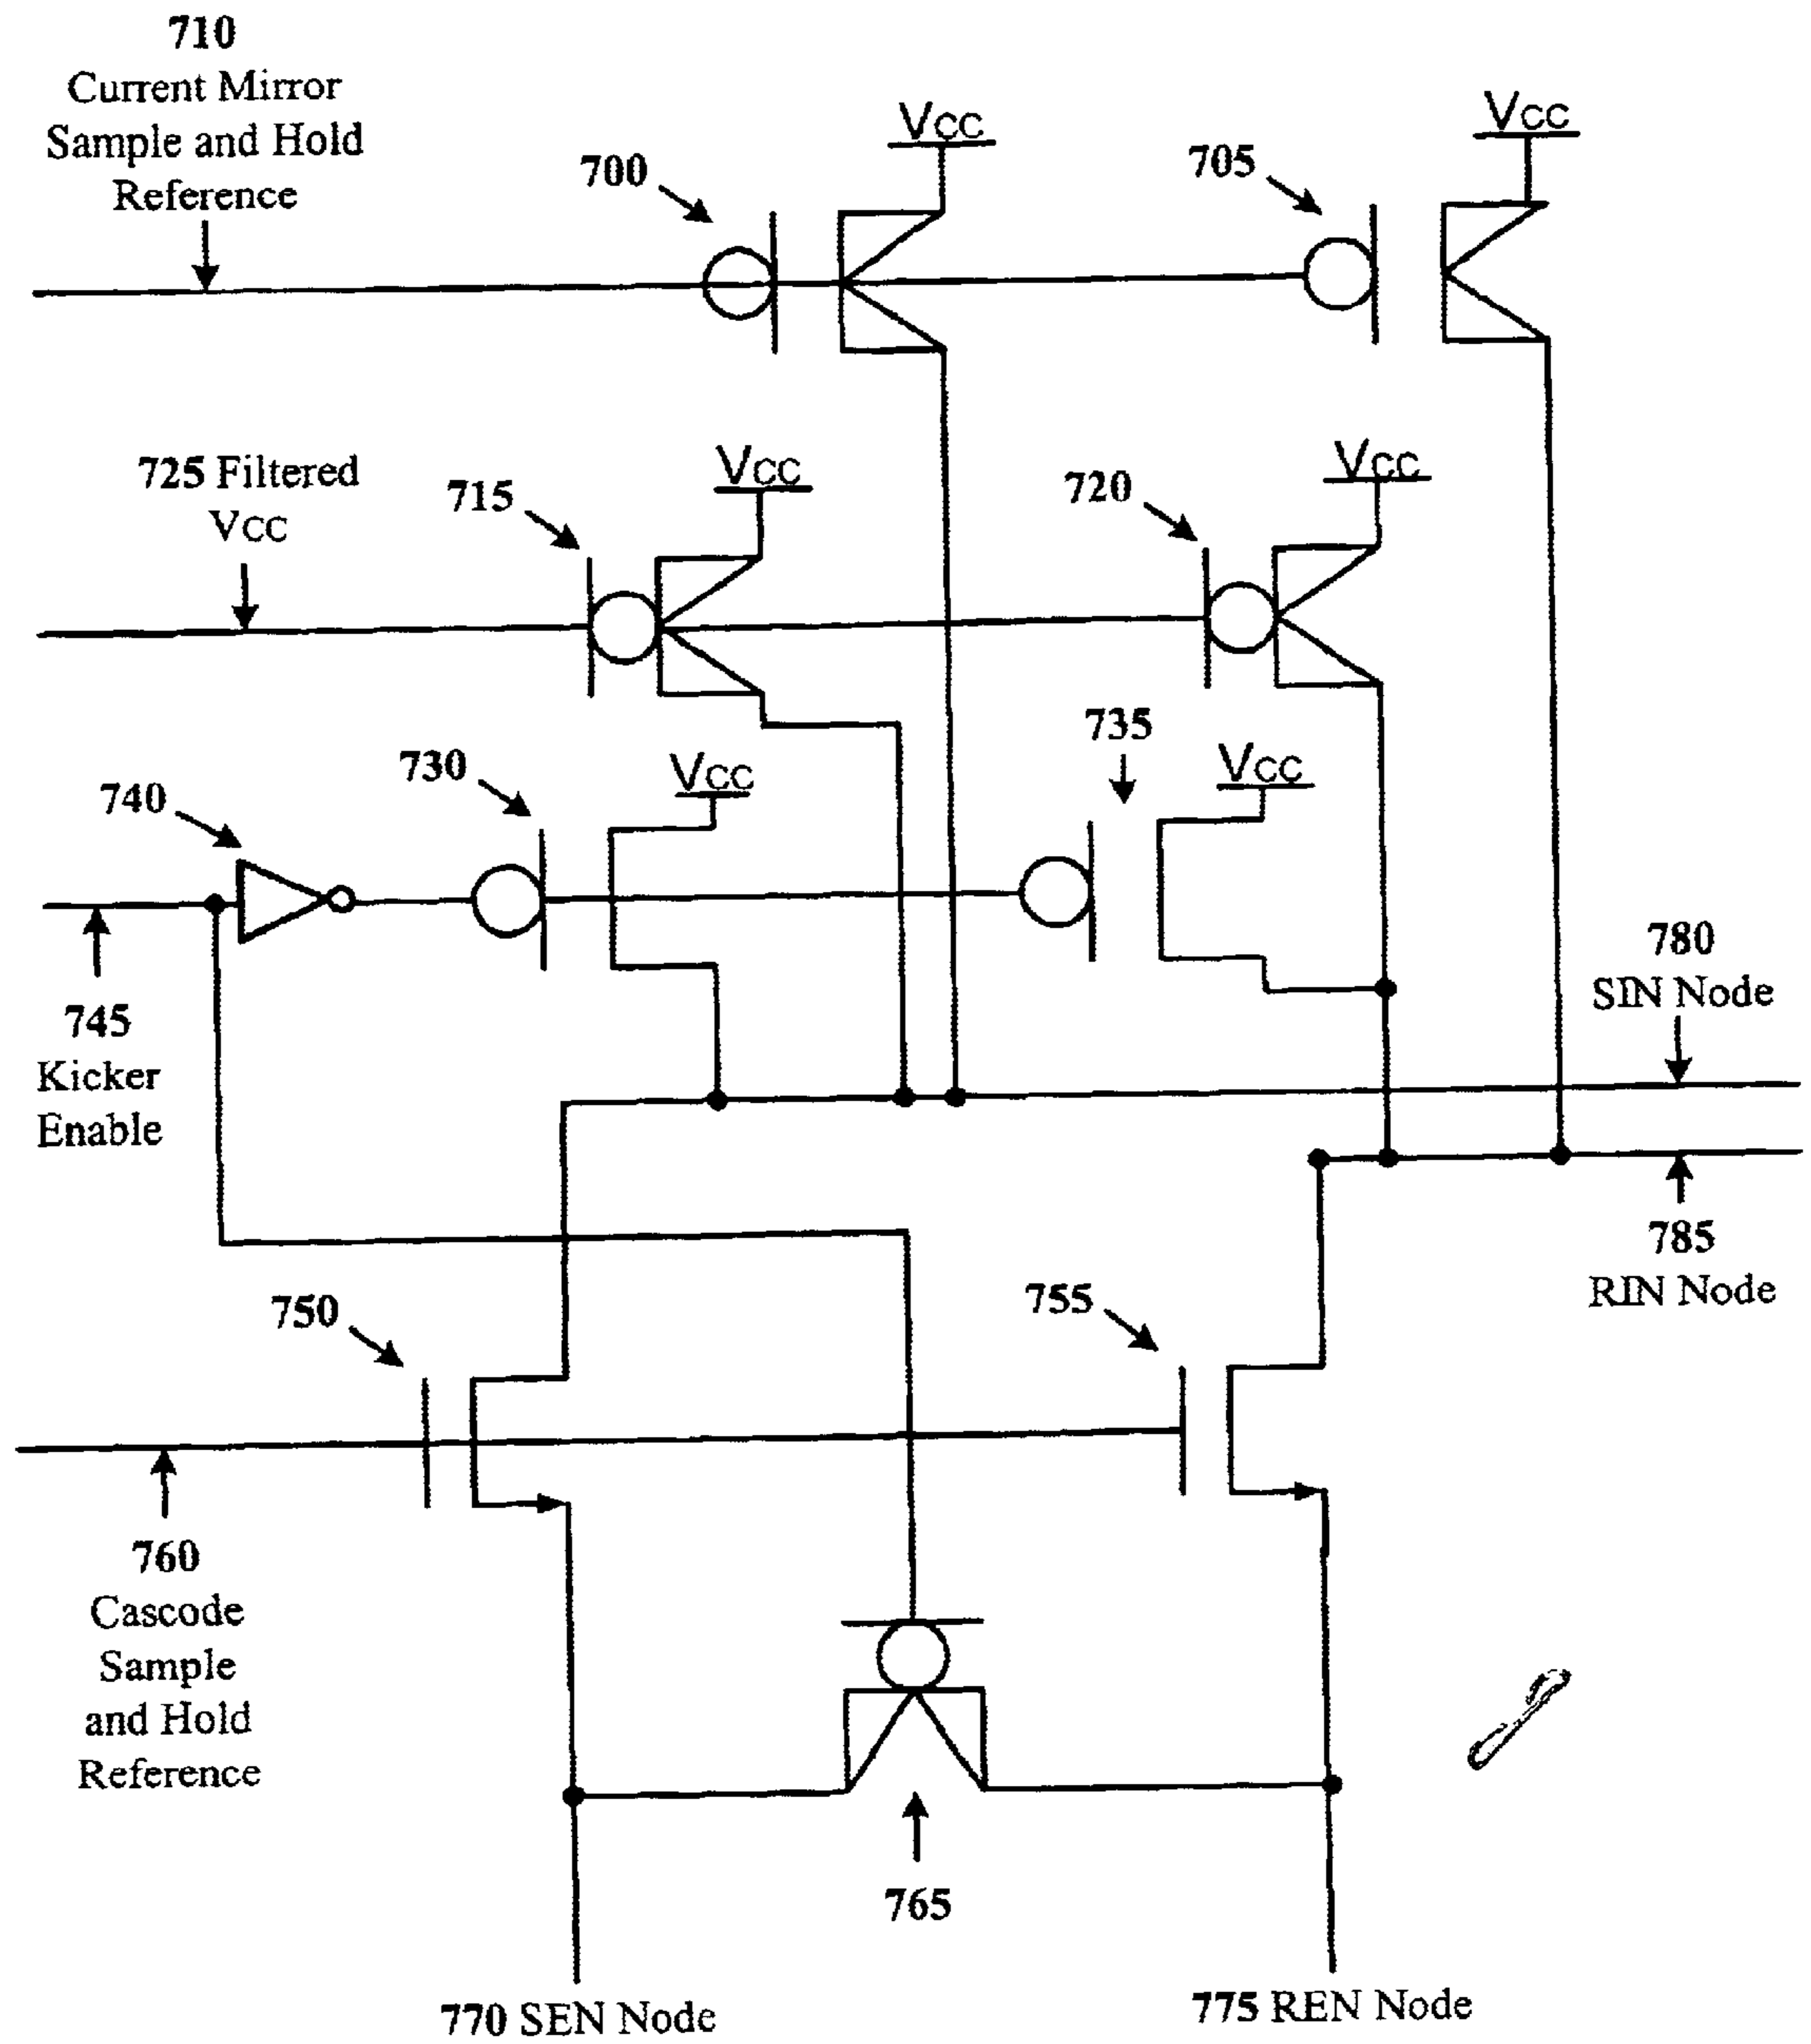 710
Current Mirror
Sample and Hold
Reference
VCC
VCC
700
705
725 Filtered
VCC
715
VCC
720
VCC
735
730
VCC
VCC
740
780
SIN Node
745
Kicker
Enable
785
RIN Node
750
755
760
Cascode
Sample
and Hold
Reference
765
770 SEN Node
775 REN Node